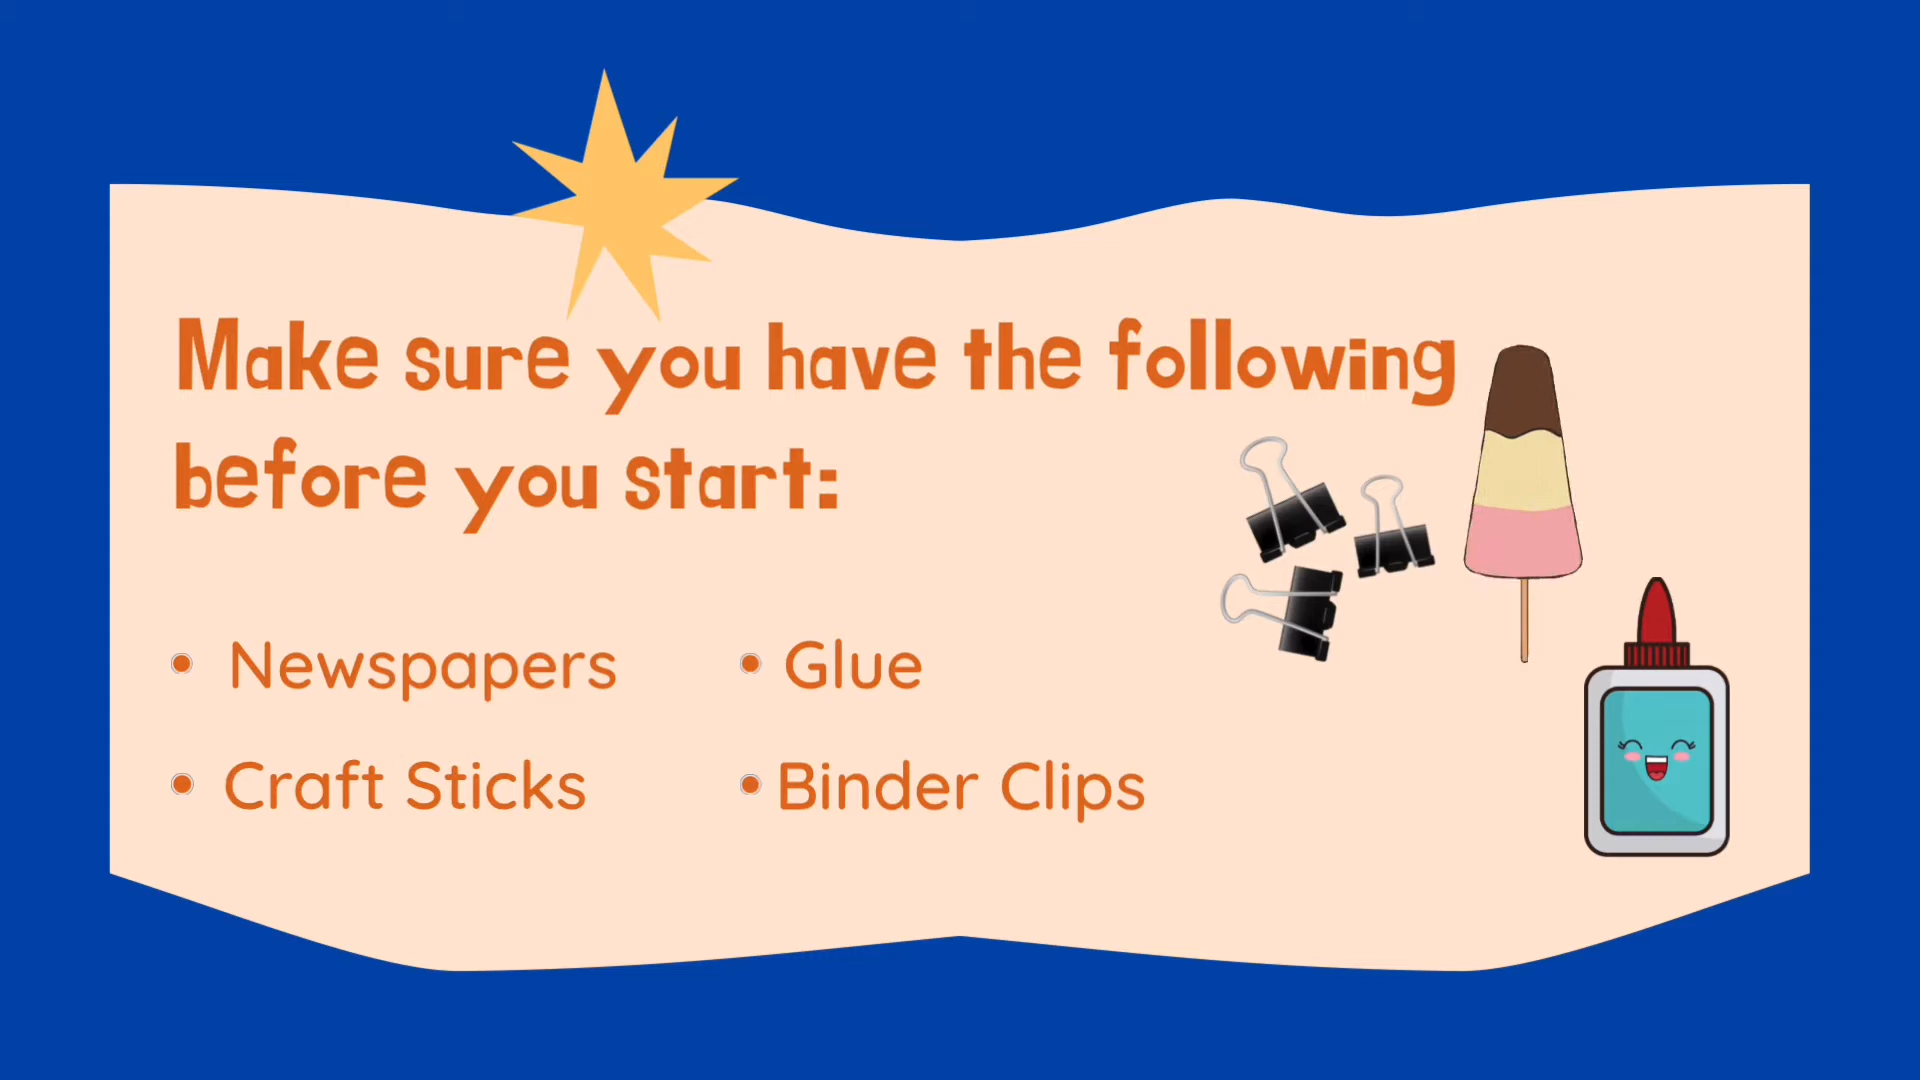 Make sure you have the following
before you start:
• Newspapers
• Craft Sticks
• Glue
• Binder Clips